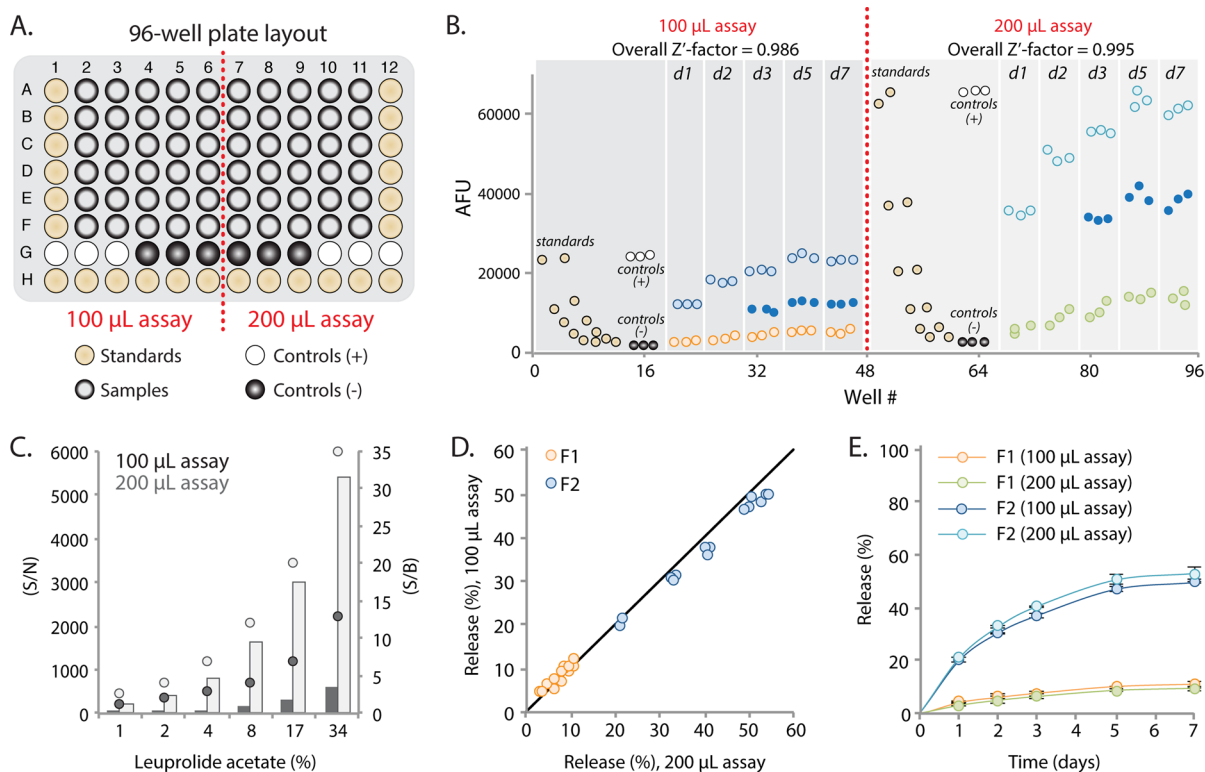 A.
96-well plate layout
1 2 3 4 5 6 7 8 9 10 11 12
A
B
C
D
E
F
G
H
100 μL assay
200 μL assay
Standards
Controls (+)
Samples
Controls (-)
B.
100 μL assay
200 μL assay
Overall Z'-factor = 0.986
Overall Z'-factor = 0.995
d1 d2 d3 d5 d7
standards
controls
(+)
d1 d2 d3 d5 d7
60000
40000
20000
0
AFU
standards
controls
(+)
controls
(-)
controls
(-)
0 16 32 48 64 80 96
Well #
C.
100 μL assay
200 μL assay
6000
5000
4000
3000
2000
1000
0
(S/N)
35
30
25
20
15
10
5
0
(S/B)
1 2 4 8 17 34
Leuprolide acetate (%)
D.
F1
F2
60
50
40
30
20
10
0
Release (%), 100 μL assay
0 10 20 30 40 50 60
Release (%), 200 μL assay
E.
F1 (100 μL assay)
F1 (200 μL assay)
F2 (100 μL assay)
F2 (200 μL assay)
100
80
60
40
20
0
Release (%)
0 1 2 3 4 5 6 7
Time (days)